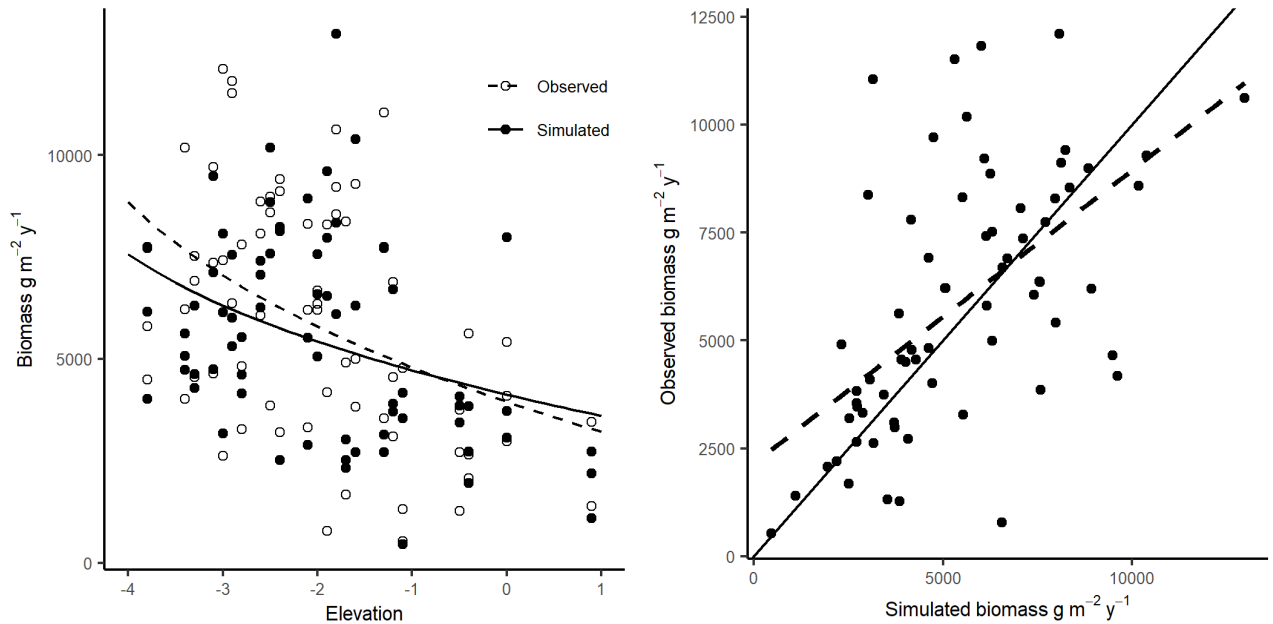 Biomass g m⁻² y⁻¹
10000
5000
0
Observed
Simulated
-4 -3 -2 -1 0 1
Elevation
Observed biomass g m⁻² y⁻¹
12500
10000
7500
5000
2500
0
0 5000 10000
Simulated biomass g m⁻² y⁻¹